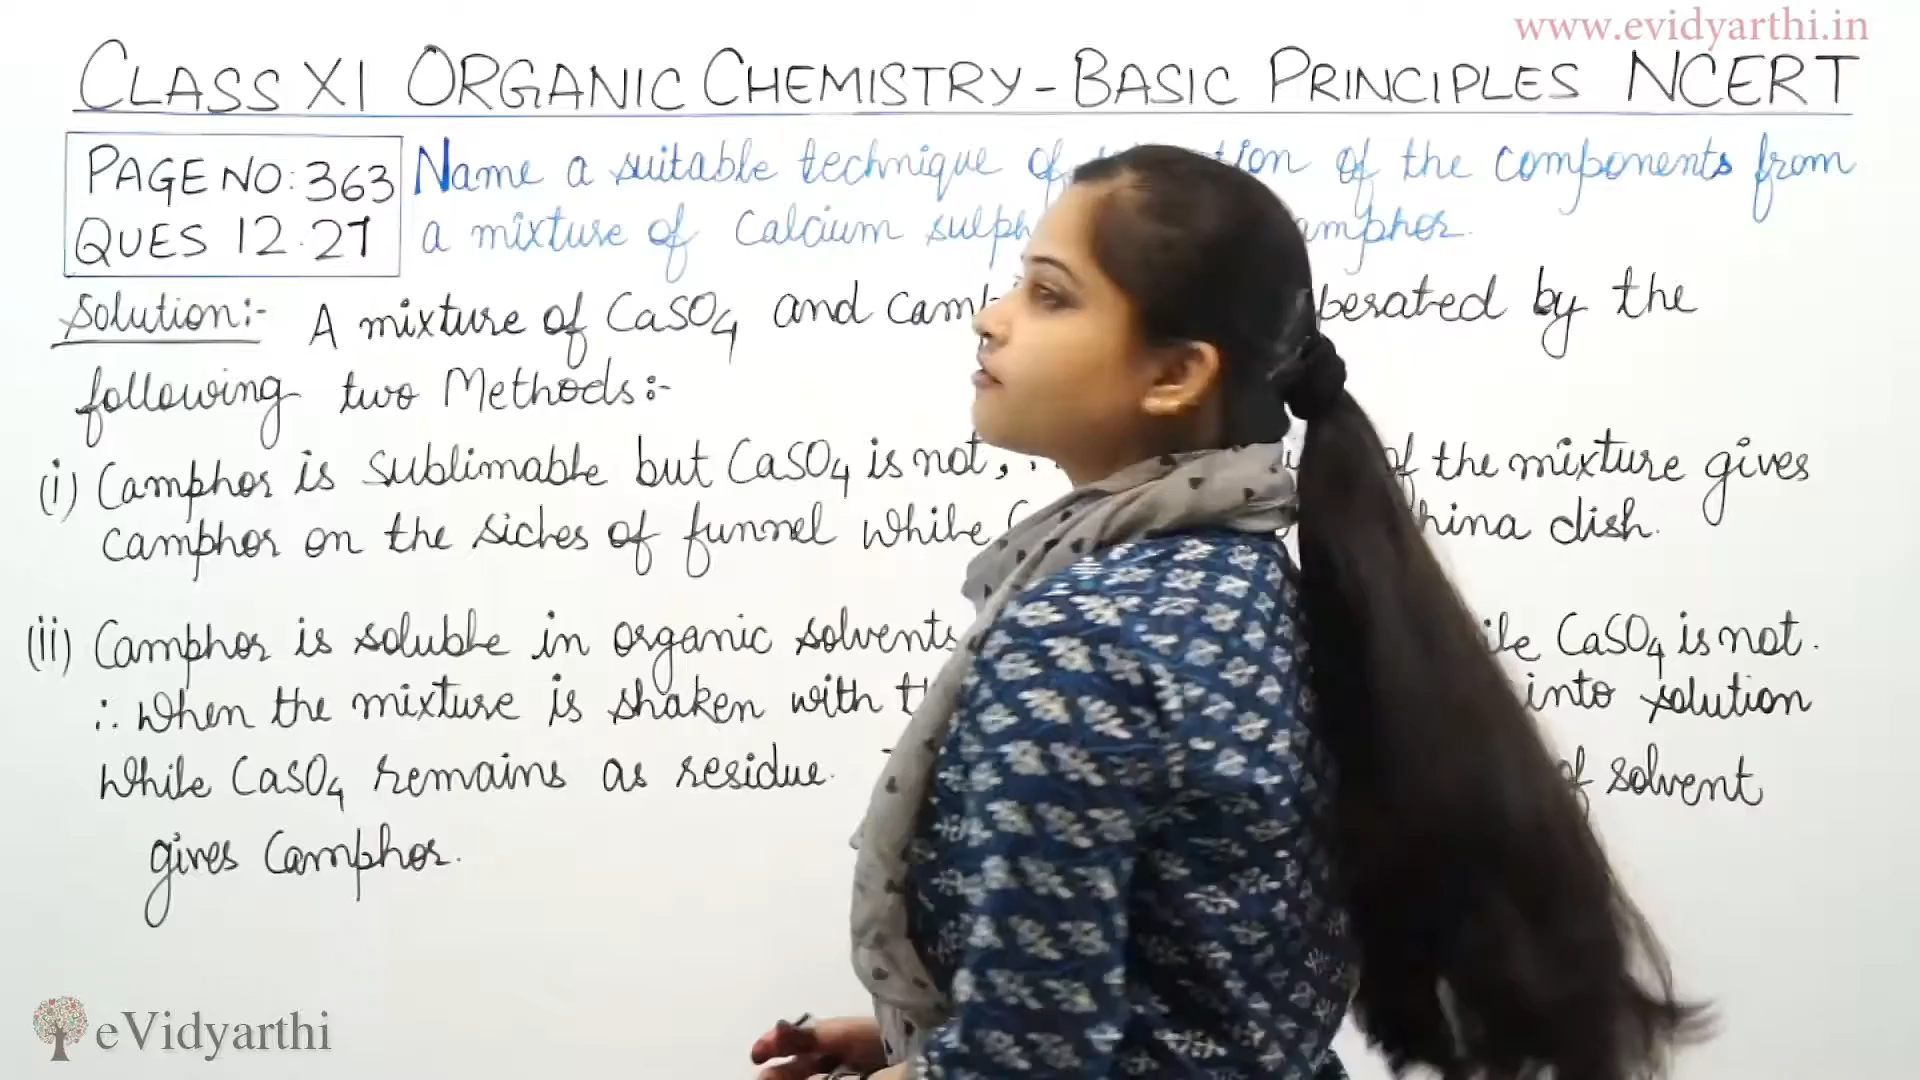 www.evidyarthi.in
CLASS XI ORGANIC CHEMISTRY - BASIC PRINCIPLES NCERT
PAGE NO: 363
QUES 12.27
Name a suitable technique of of the components from
a mixture of Calcium
Solution:- A mixture of CaSO4 and by the
following two Methods:-
(i) Camphor is sublimable but CaSO4 is not, of the mixture gives
camphor on the sides of funnel while dish.
(ii) Camphor is soluble in organic solvents CaSO4 is not.
∴ When the mixture is shaken with into solution
while CaSO4 remains as residue. of solvent
gives Camphor.
eVidyarthi